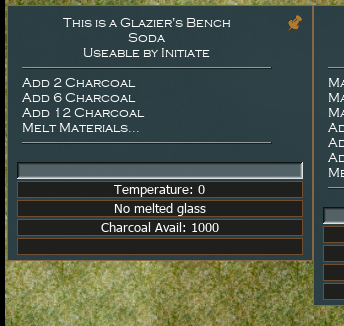 This is a Glazier's Bench
Soda
Useable by Initiate
Add 2 Charcoal
Add 6 Charcoal
Add 12 Charcoal
Melt Materials...
Temperature: 0
No melted glass
Charcoal Avail: 1000